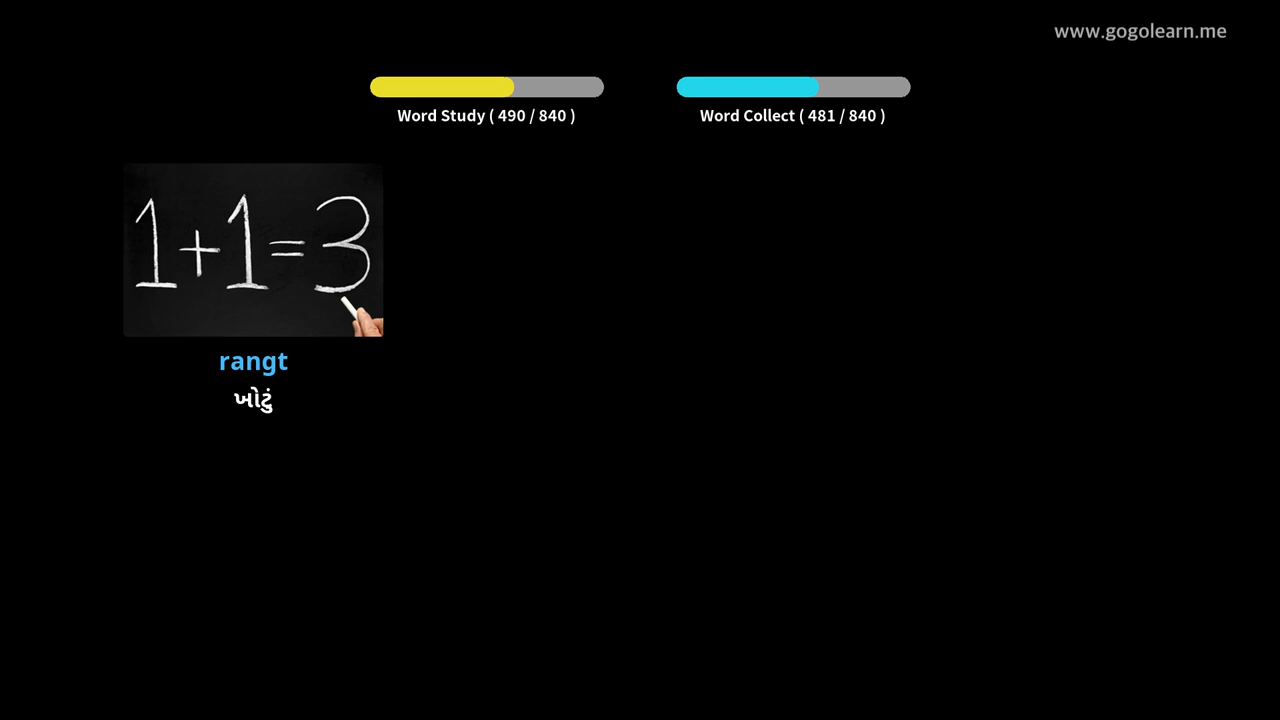 www.gogolearn.me
Word Study ( 490 / 840 )
Word Collect ( 481 / 840 )
1+1=3
rangt
ખોટું